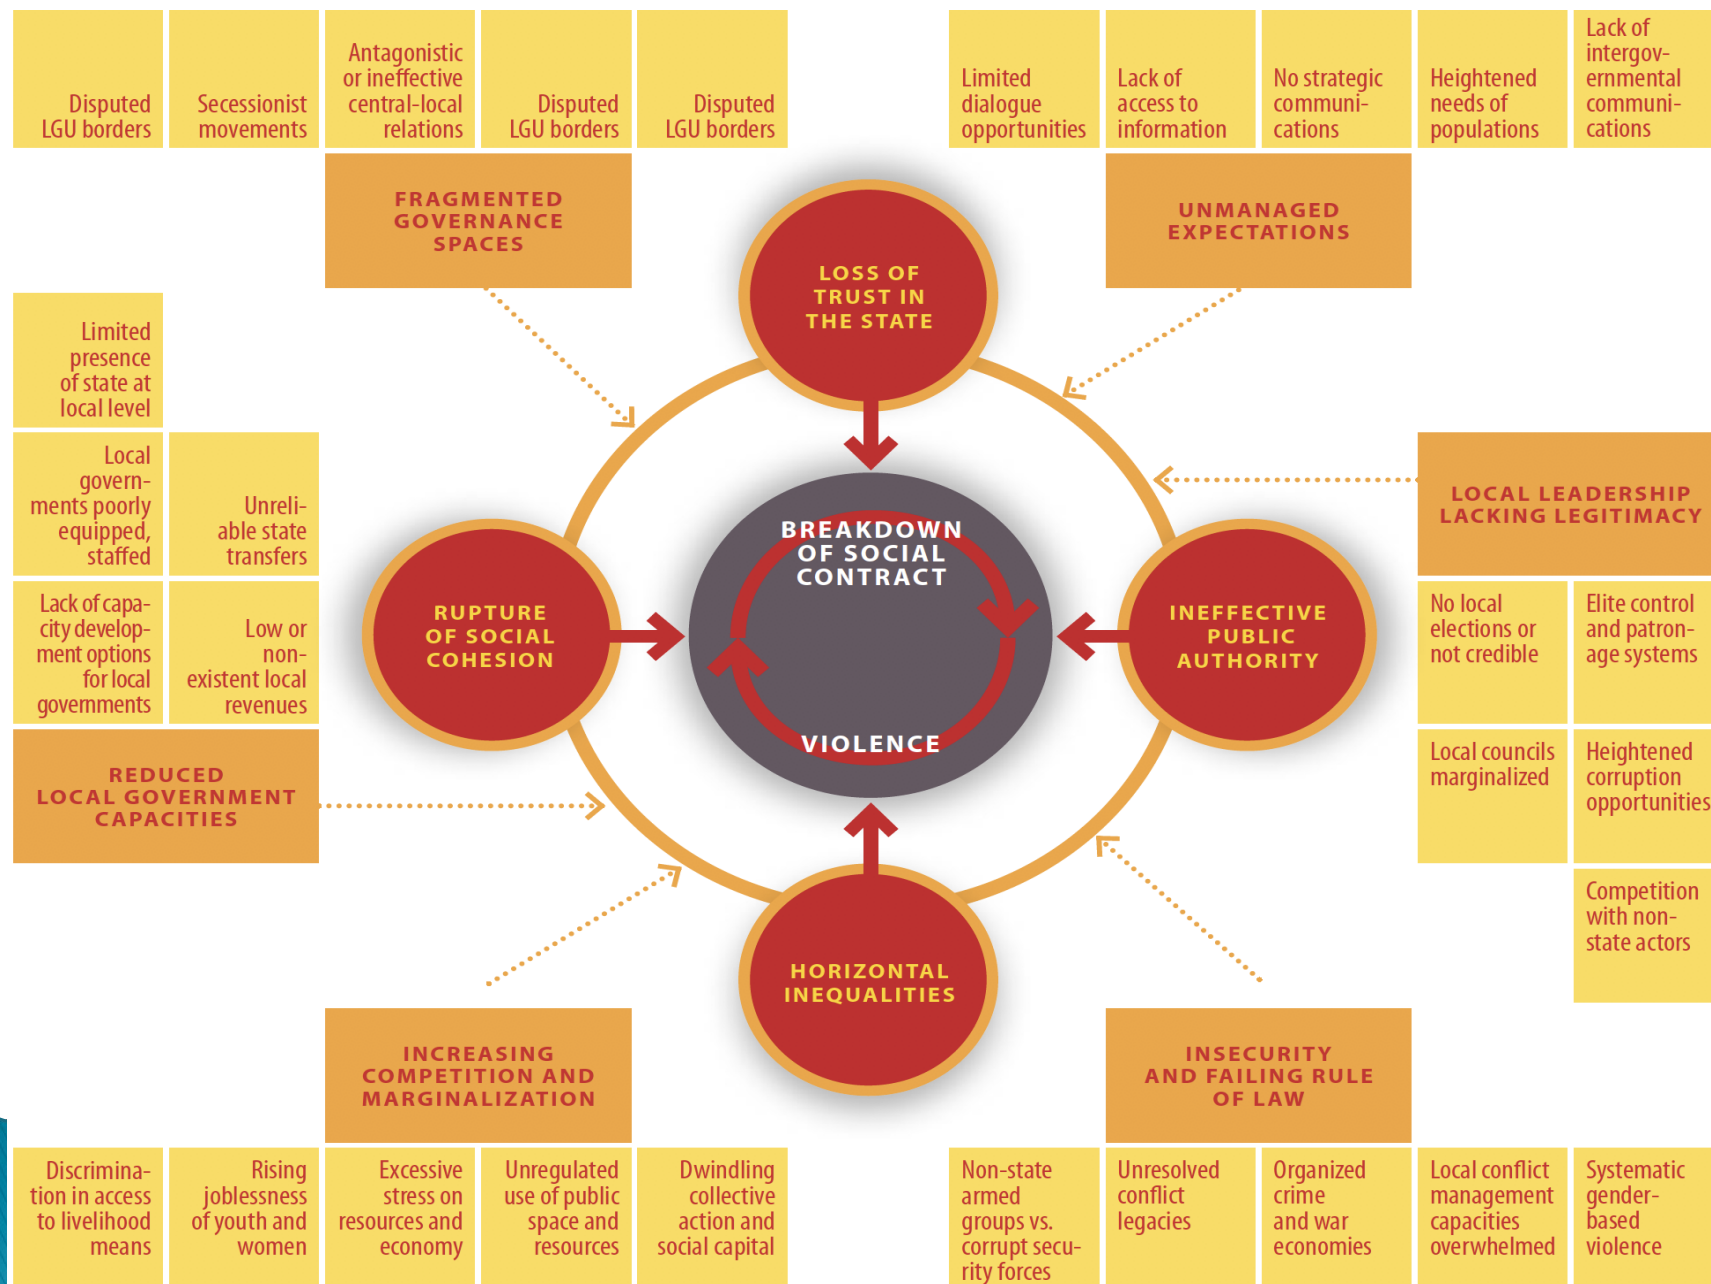 Disputed
LGU borders
Secessionist
movements
Antagonistic
or ineffective
central-local
relations
Disputed
LGU borders
Disputed
LGU borders
Limited
dialogue
opportunities
Lack of
access to
information
No strategic
communi-
cations
Heightened
needs of
populations
Lack of
intergov-
ernmental
communi-
cations
FRAGMENTED
GOVERNANCE
SPACES
UNMANAGED
EXPECTATIONS
LOSS OF
TRUST IN
THE STATE
Limited
presence
of state at
local level
Local
govern-
ments poorly
equipped,
staffed
Unreli-
able state
transfers
Lack of capa-
city develop-
ment options
for local
governments
Low or
non-
existent local
revenues
REDUCED
LOCAL GOVERNMENT
CAPACITIES
RUPTURE
OF SOCIAL
COHESION
BREAKDOWN
OF SOCIAL
CONTRACT
VIOLENCE
INEFFECTIVE
PUBLIC
AUTHORITY
LOCAL LEADERSHIP
LACKING LEGITIMACY
No local
elections or
not credible
Elite control
and patron-
age systems
Local councils
marginalized
Heightened
corruption
opportunities
Competition
with non-
state actors
HORIZONTAL
INEQUALITIES
INCREASING
COMPETITION AND
MARGINALIZATION
INSECURITY
AND FAILING RULE
OF LAW
Discrimina-
tion in access
to livelihood
means
Rising
joblessness
of youth and
women
Excessive
stress on
resources and
economy
Unregulated
use of public
space and
resources
Dwindling
collective
action and
social capital
Non-state
armed
groups vs.
corrupt secu-
rity forces
Unresolved
conflict
legacies
Organized
crime
and war
economies
Local conflict
management
capacities
overwhelmed
Systematic
gender-
based
violence